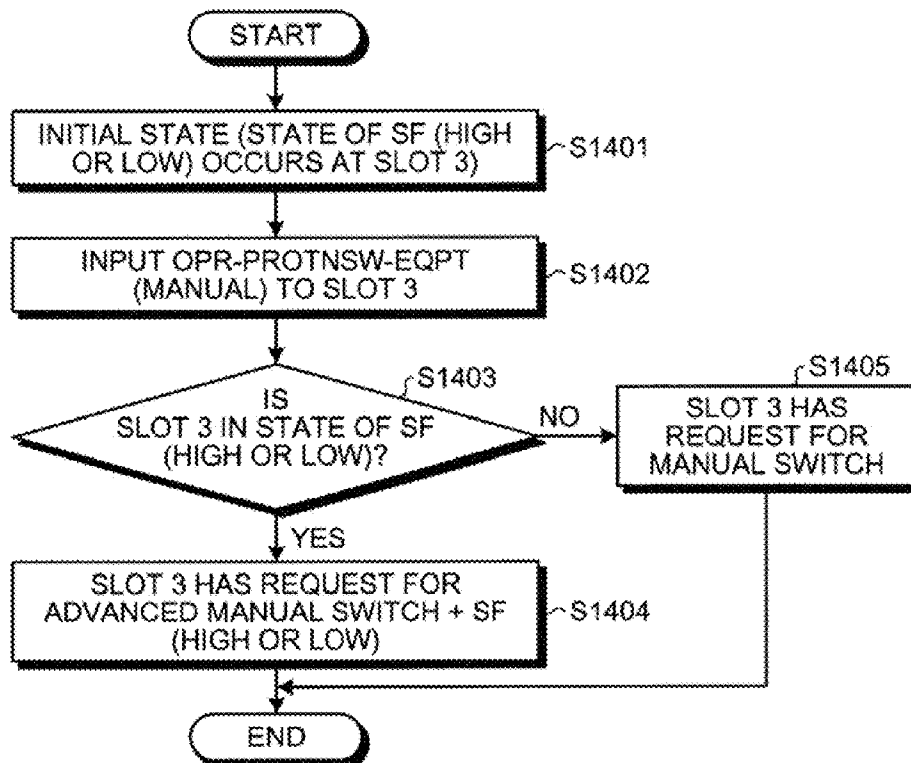 START
INITIAL STATE (STATE OF SF (HIGH
OR LOW) OCCURS AT SLOT 3)
S1401
INPUT OPR-PROTNSW-EQPT
(MANUAL) TO SLOT 3
S1402
IS
SLOT 3 IN STATE OF SF
(HIGH OR LOW)?
S1403
NO
S1405
SLOT 3 HAS
REQUEST FOR
MANUAL SWITCH
YES
SLOT 3 HAS REQUEST FOR
ADVANCED MANUAL SWITCH + SF
(HIGH OR LOW)
S1404
END